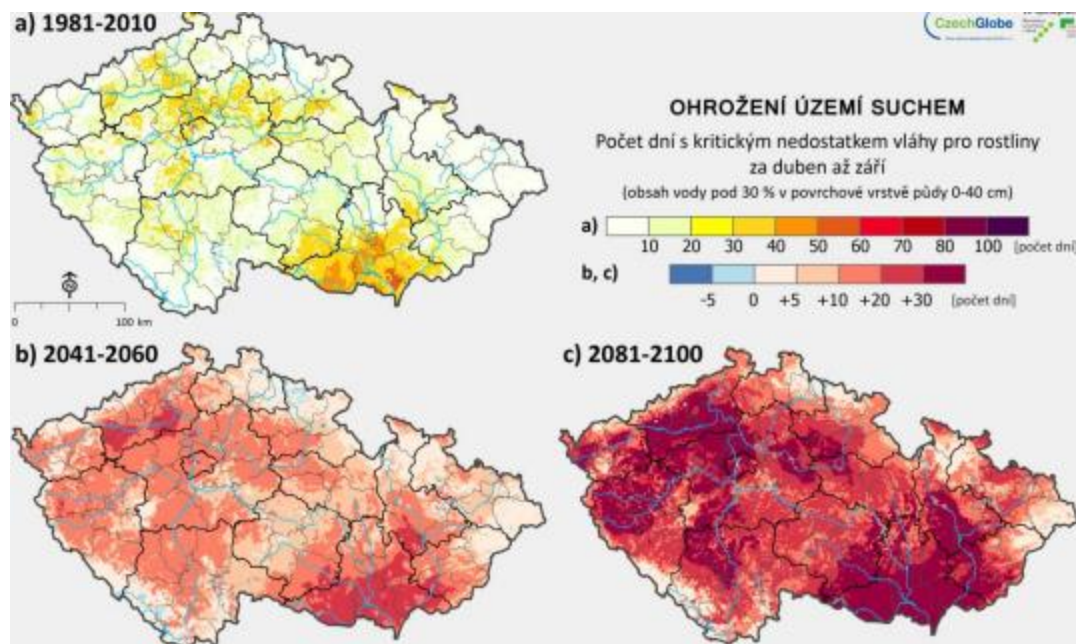 a) 1981-2010
CzechGlobe
OHROŽENÍ ÚZEMÍ SUCHEM
Počet dní s kritickým nedostatkem vláhy pro rostliny
za duben až září
(obsah vody pod 30 % v povrchové vrstvě půdy 0-40 cm)
a)
10 20 30 40 50 60 70 80 100 [počet dní]
b, c)
-5 0 +5 +10 +20 +30 [počet dní]
0 100 km
b) 2041-2060
c) 2081-2100